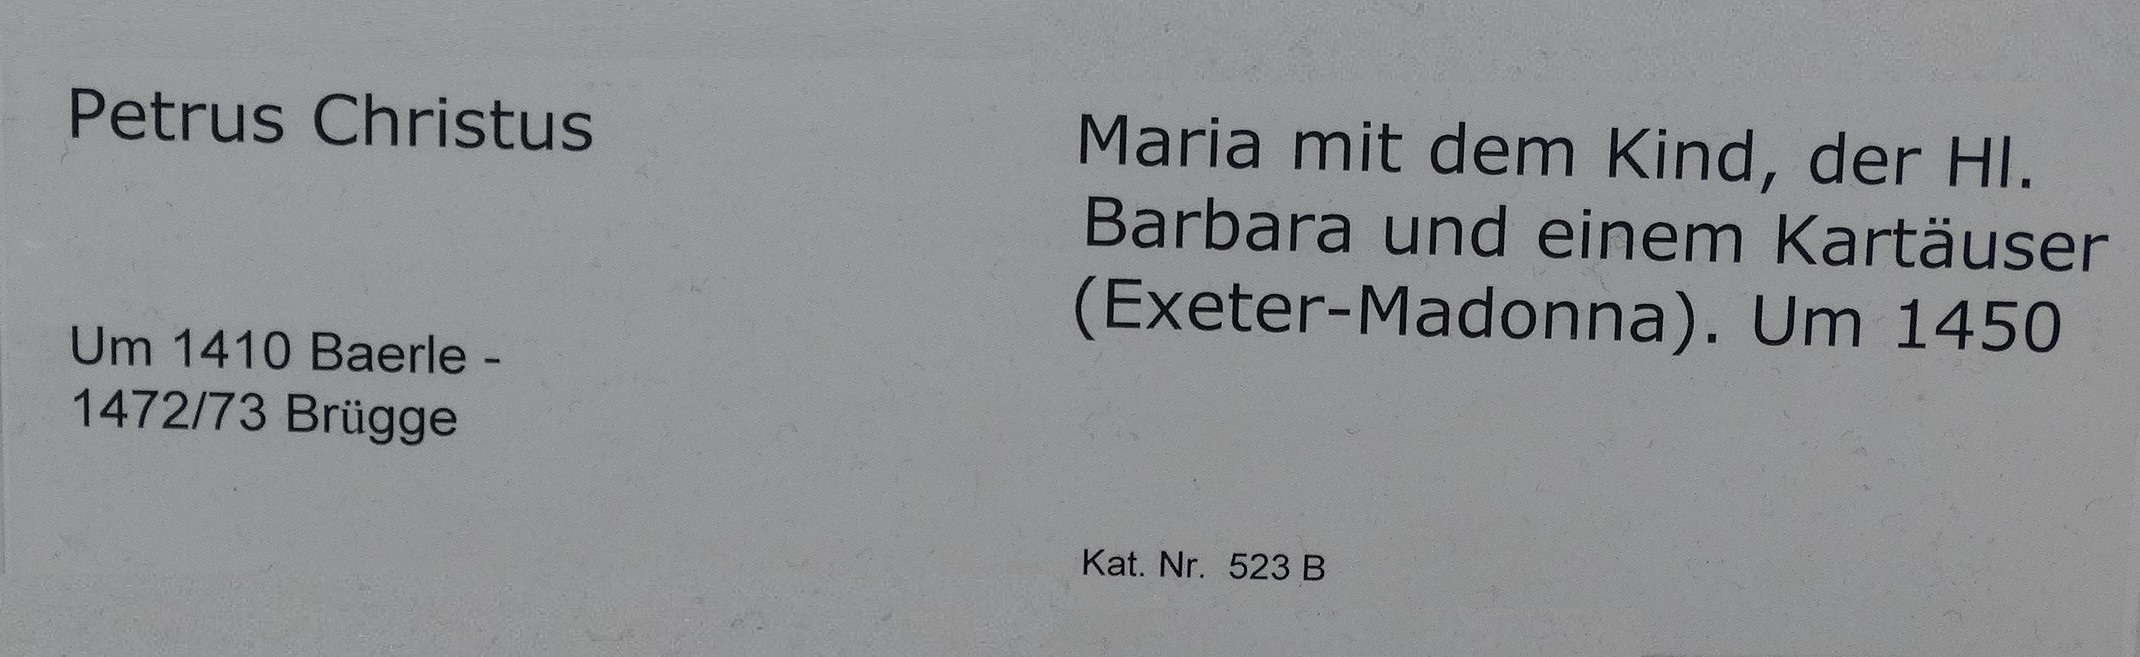 Petrus Christus
Um 1410 Baerle -
1472/73 Brügge
Maria mit dem Kind, der Hl.
Barbara und einem Kartäuser
(Exeter-Madonna). Um 1450
Kat. Nr. 523 B